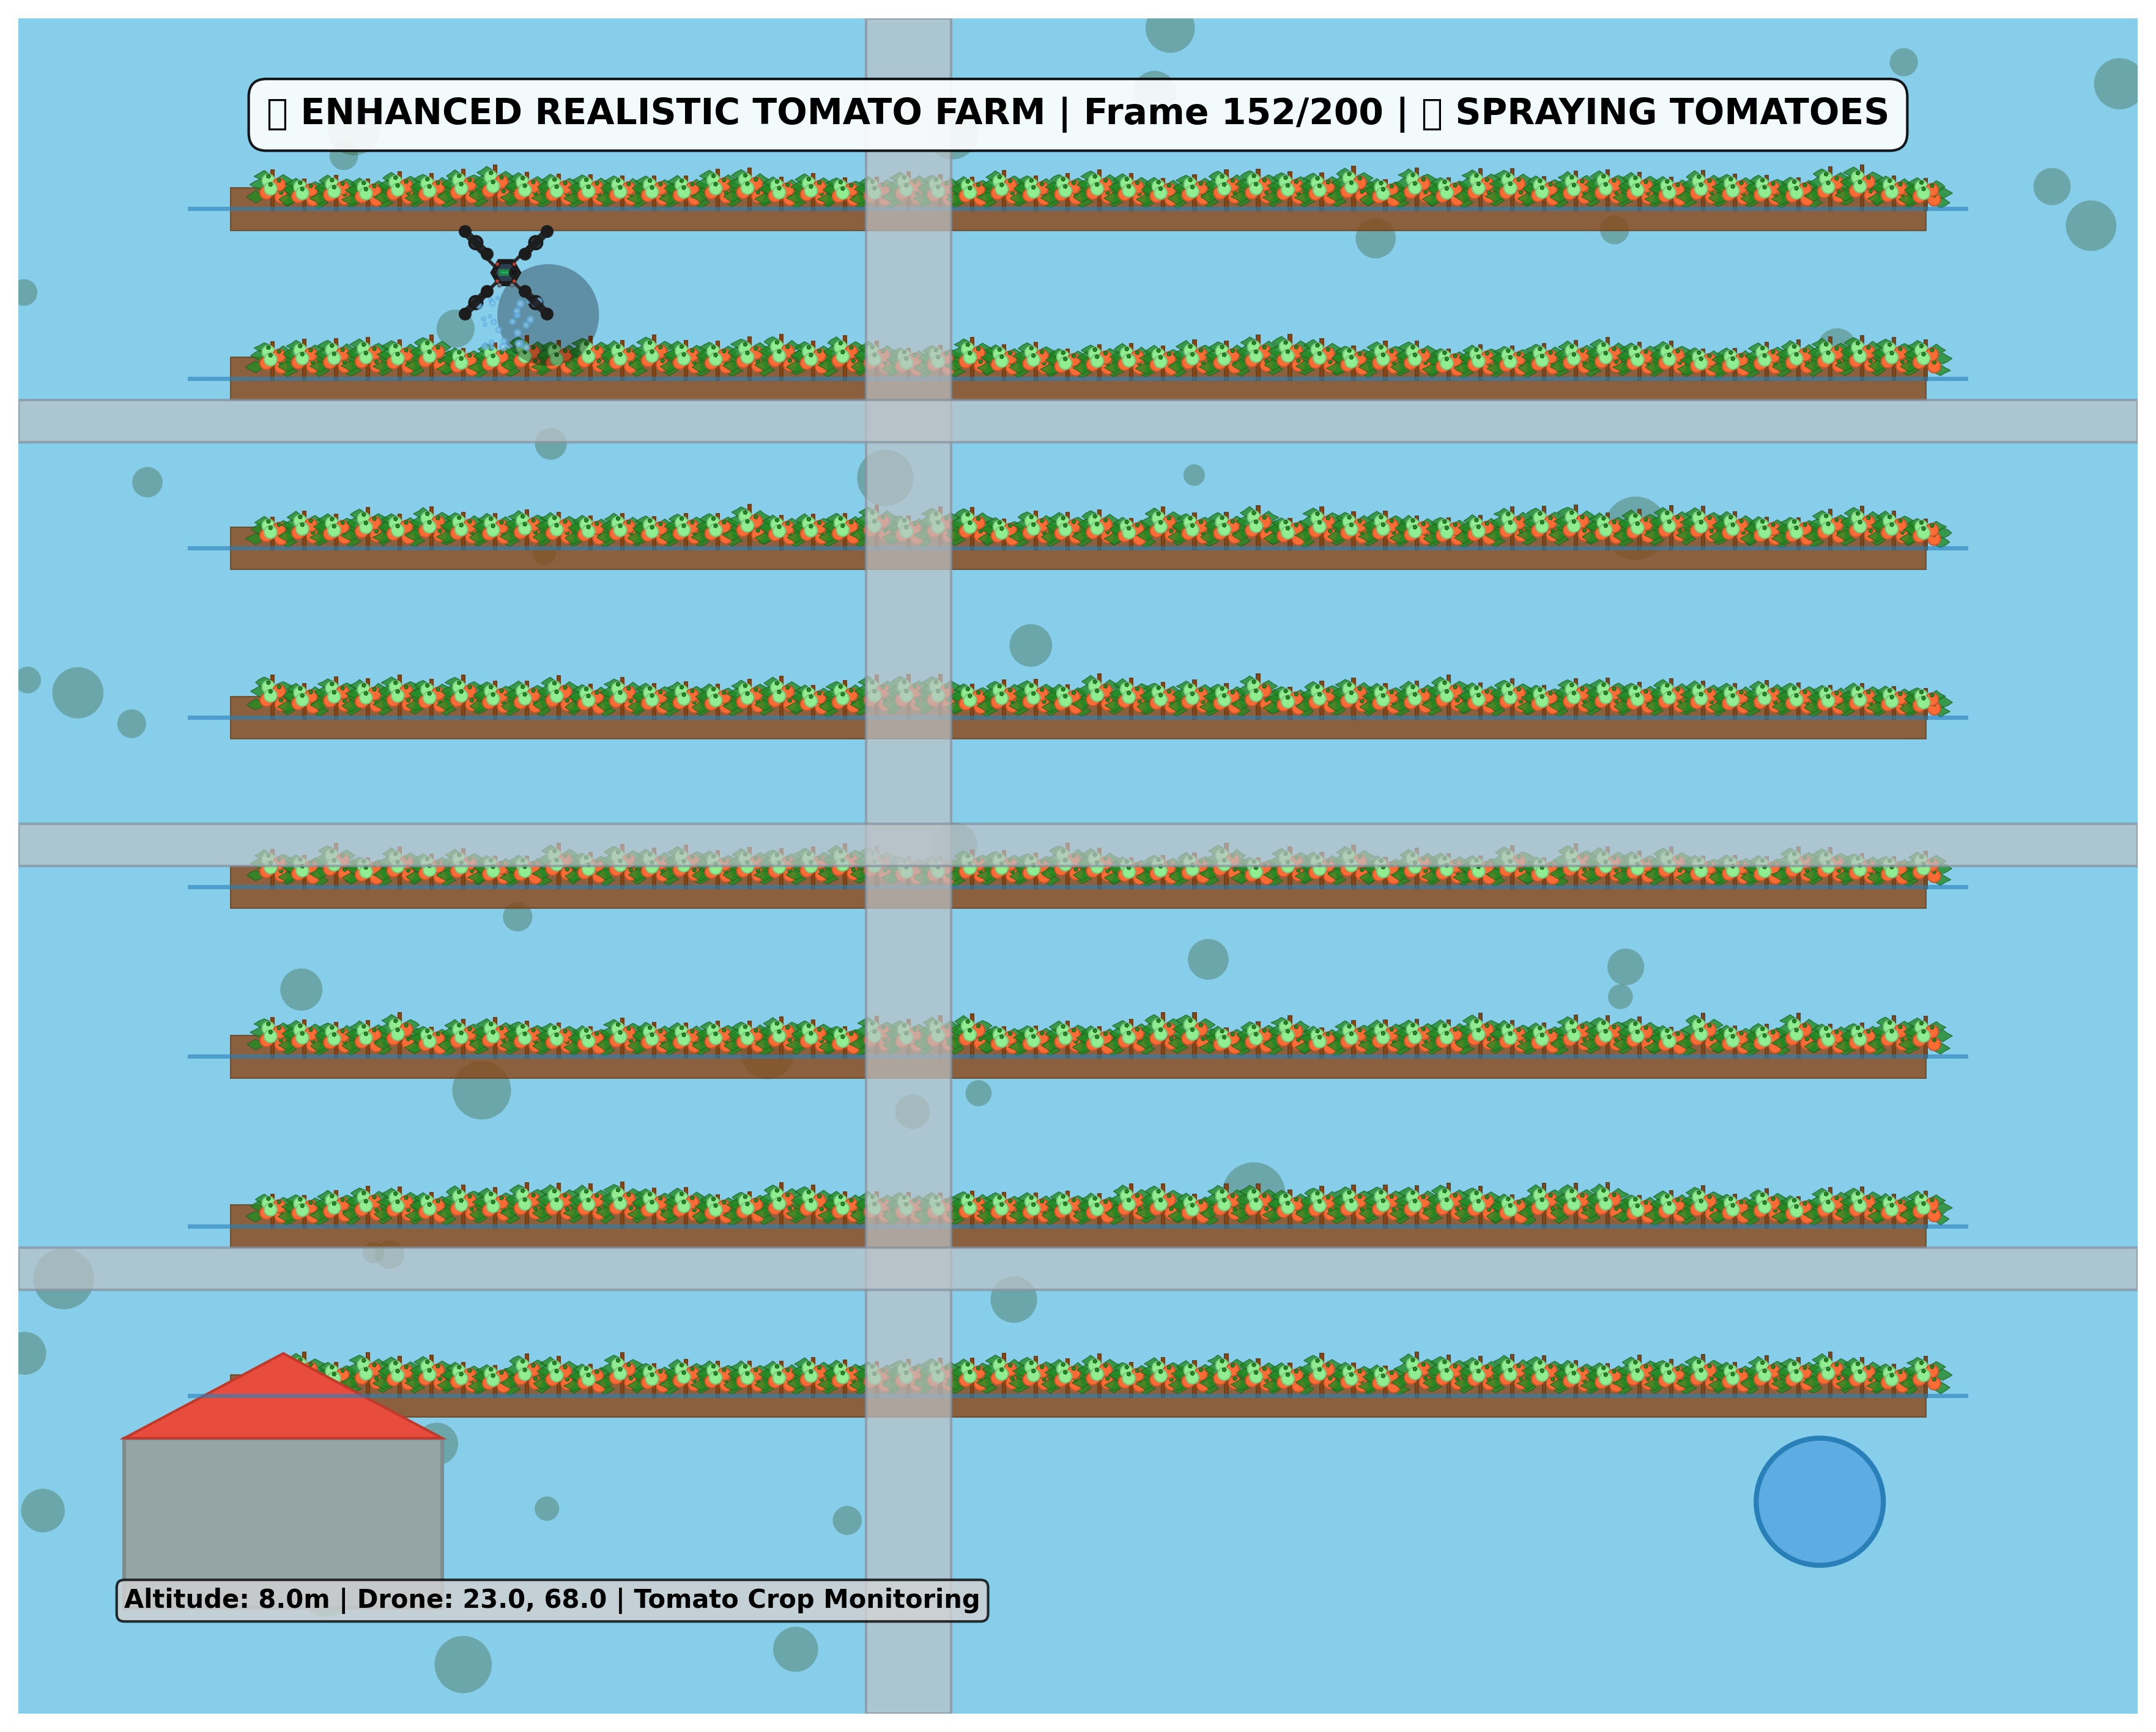 ▯ ENHANCED REALISTIC TOMATO FARM | Frame 152/200 | ▯ SPRAYING TOMATOES
Altitude: 8.0m | Drone: 23.0, 68.0 | Tomato Crop Monitoring